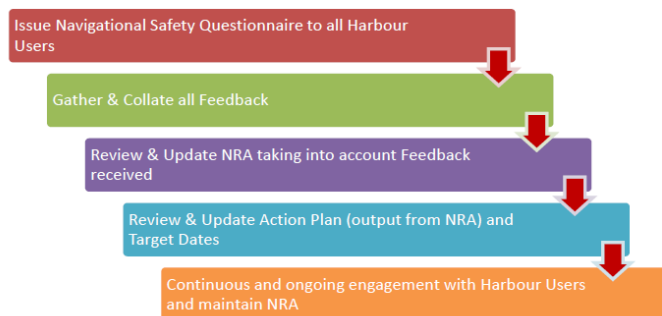 Issue Navigational Safety Questionnaire to all Harbour
Users
Gather & Collate all Feedback
Review & Update NRA taking into account Feedback
received
Review & Update Action Plan (output from NRA) and
Target Dates
Continuous and ongoing engagement with Harbour Users
and maintain NRA